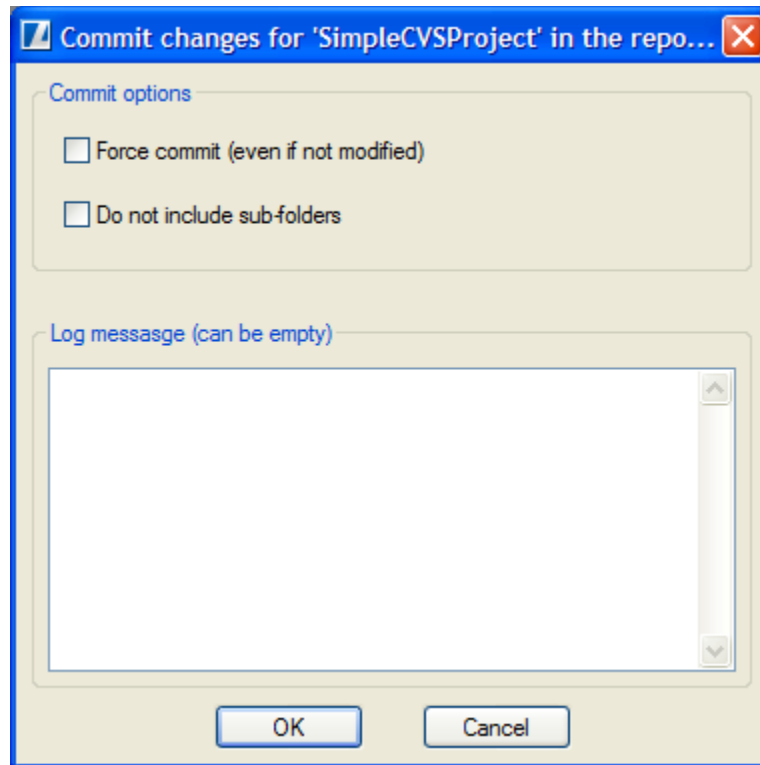 Commit changes for 'SimpleCVSProject' in the repo...
Commit options
Force commit (even if not modified)
Do not include sub-folders
Log messasge (can be empty)
OK
Cancel